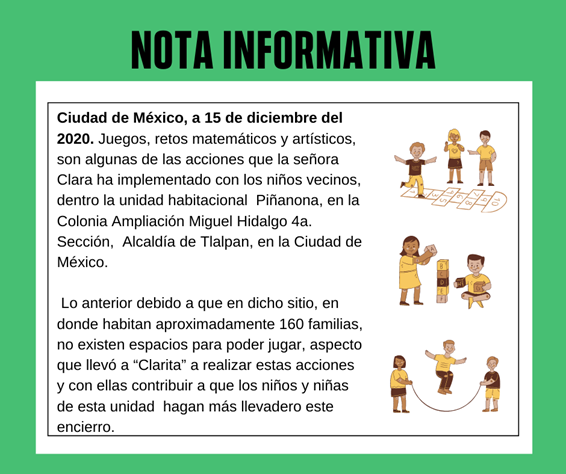 NOTA INFORMATIVA
Ciudad de México, a 15 de diciembre del
2020. Juegos, retos matemáticos y artísticos,
son algunas de las acciones que la señora
Clara ha implementado con los niños vecinos,
dentro la unidad habitacional  Piñanona, en la
Colonia Ampliación Miguel Hidalgo 4a.
Sección,  Alcaldía de Tlalpan, en la Ciudad de
México.
Lo anterior debido a que en dicho sitio, en
donde habitan aproximadamente 160 familias,
no existen espacios para poder jugar, aspecto
que llevó a “Clarita” a realizar estas acciones
y con ellas contribuir a que los niños y niñas
de esta unidad  hagan más llevadero este
encierro.